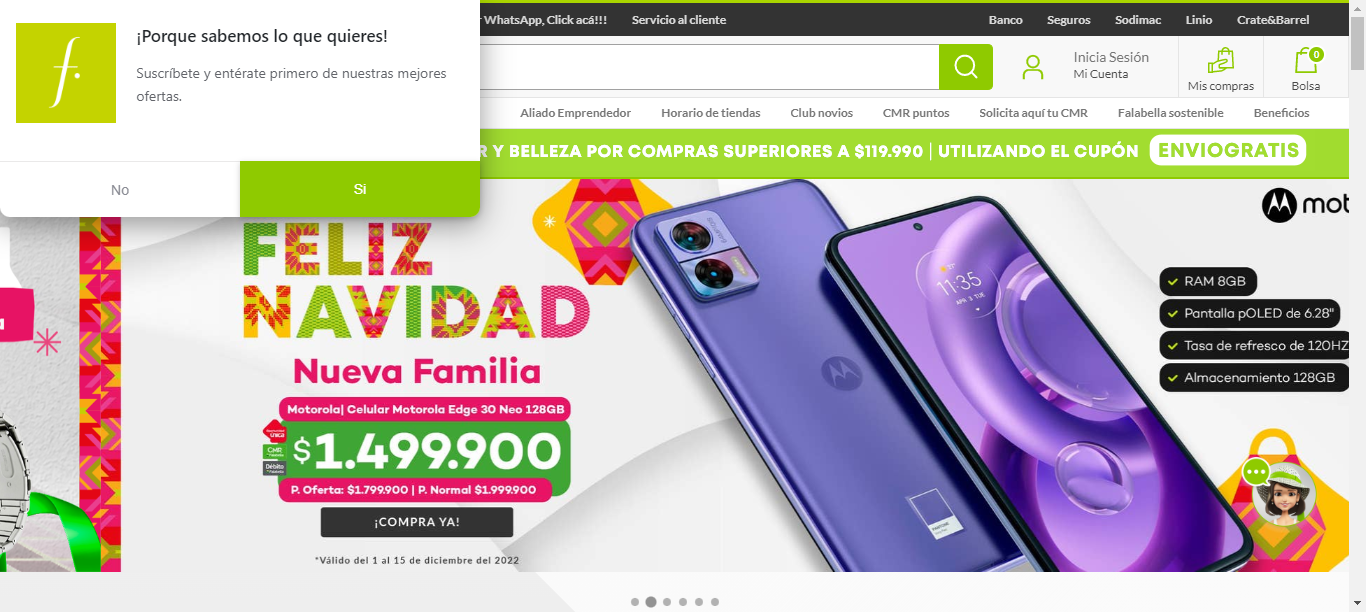 ¡Porque sabemos lo que quieres!
Suscríbete y entérate primero de nuestras mejores
ofertas.
No
Si
WhatsApp, Click acá!!!
Servicio al cliente
Banco
Seguros
Sodimac
Linio
Crate&Barrel
Inicia Sesión
Mi Cuenta
Mis compras
0
Bolsa
Aliado Emprendedor
Horario de tiendas
Club novios
CMR puntos
Solicita aquí tu CMR
Falabella sostenible
Beneficios
R Y BELLEZA POR COMPRAS SUPERIORES A $119.990 | UTILIZANDO EL CUPÓN ENVIOGRATIS
FELIZ
NAVIDAD
Nueva Familia
Motorola| Celular Motorola Edge 30 Neo 128GB
CMR
Débito
$1.499.900
P. Oferta: $1.799.900 | P. Normal $1.999.900
¡COMPRA YA!
*Válido del 1 al 15 de diciembre del 2022
11:35
APR 3 TUE
PANTONE
mot
RAM 8GB
Pantalla pOLED de 6.28"
Tasa de refresco de 120HZ
Almacenamiento 128GB